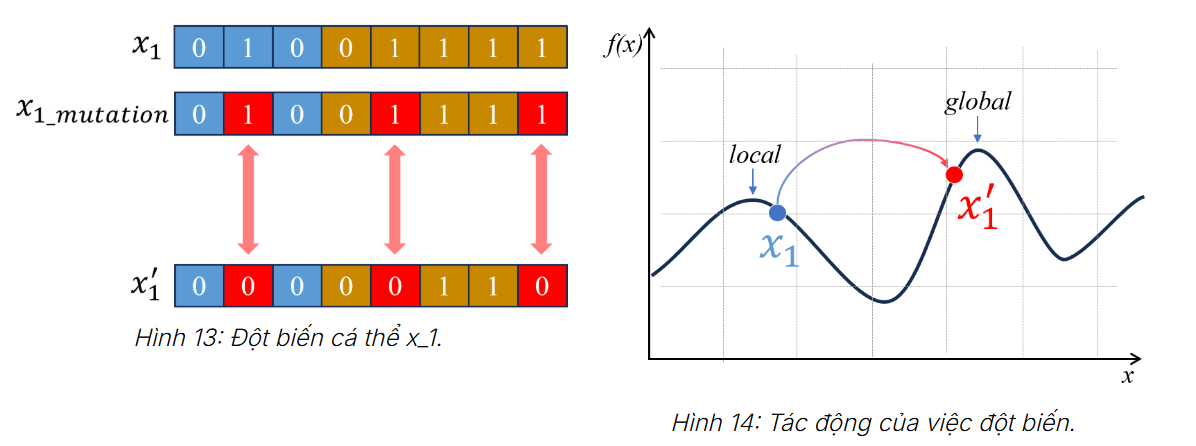 x₁ 0 1 0 0 1 1 1 1
x₁_mutation 0 1 0 0 1 1 1 1
x′₁ 0 0 0 0 0 1 1 0
Hình 13: Đột biến cá thể x_1.
f(x)
global
local
x′₁
x₁
x
Hình 14: Tác động của việc đột biến.